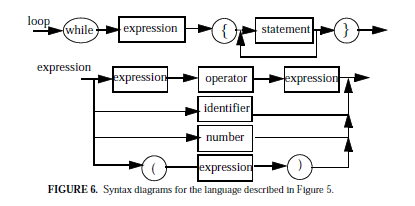 loop
while expression { statement }
expression
expression operator expression
identifier
number
( expression )
FIGURE 6. Syntax diagrams for the language described in Figure 5.